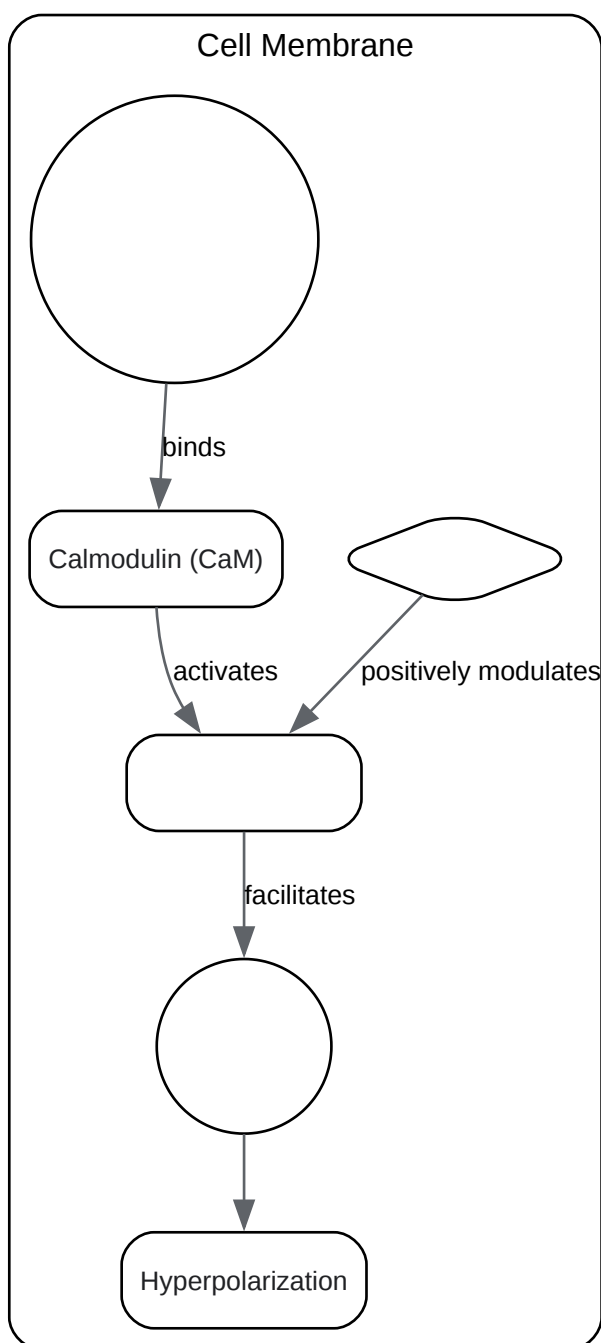 Cell Membrane
binds
Calmodulin (CaM)
activates
positively modulates
facilitates
Hyperpolarization